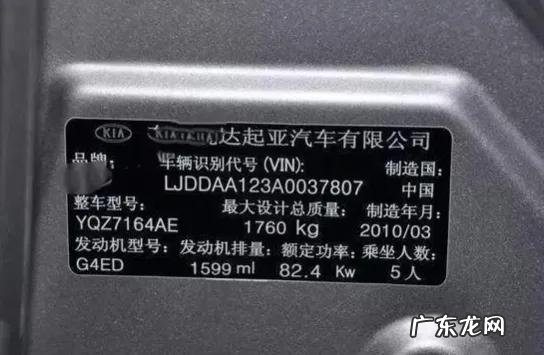 KIA 达起亚汽车有限公司
品牌: 车辆识别代号(VIN): 制造国:
LJDDAA123A0037807 中国
整车型号: 最大设计总质量: 制造年月:
YQZ7164AE 1760 kg 2010/03
发动机型号: 发动机排量: 额定功率: 乘坐人数:
G4ED 1599 ml 82.4 Kw 5人
广东龙网